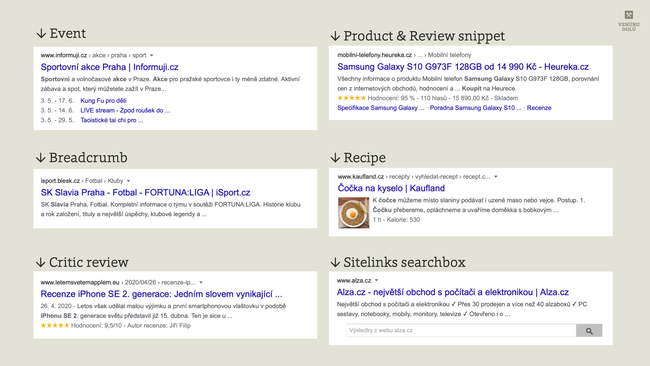 VZHŮRU
DOLŮ
↓ Event
www.informuji.cz › akce › praha › sport
Sportovní akce Praha | Informuji.cz
Sportovní a volnočasové akce v Praze. Akce pro pražské sportovce i ty méně zdatné. Aktivní
zábava a spot, který můžetete zažít v Praze...
3. 5. - 17. 6. Kung Fu pro děti
3. 5. - 14. 6. LIVE stream - Zpod roušek do ...
3. 5. - 29. 5. Taoistické tai chi pro ...
↓ Product & Review snippet
mobilni-telefony.heureka.cz › ... › Mobilní telefony
Samsung Galaxy S10 G973F 128GB od 14 990 Kč - Heureka.cz
Všechny informace o produktu Mobilní telefon Samsung Galaxy S10 G973F 128GB, porovnání
cen z internetových obchodů, hodnocení a ... Koupit na Heurece.
★★★★★ Hodnocení: 95 % - 110 hlasů - 15 890,00 Kč - Skladem
Specifikace Samsung Galaxy ... · Poradna Samsung Galaxy S10 ... · Recenze
↓ Breadcrumb
isport.blesk.cz › Fotbal › Kluby
SK Slavia Praha - Fotbal - FORTUNA:LIGA | iSport.cz
SK Slavia Praha, Fotbal. Kompletní informace o týmu v soutěži FORTUNA:LIGA. Historie klubu
a rok založení, tituly a největší úspěchy, klubové legendy a ...
↓ Recipe
www.kaufland.cz › recepty › vyhledat-recept › recept.c...
Čočka na kyselo | Kaufland
K čočce můžeme místo slaniny podávat i uzené maso nebo vejce. Postup. 1.
Čočku přebereme, opláchneme a uvaříme doměkka s bobkovým ...
1 h - Kalorie: 530
↓ Critic review
www.letemsvetemapplem.eu › 2020/04/26 › recenze-ip...
Recenze iPhone SE 2. generace: Jedním slovem vynikající ...
26. 4. 2020 - Letos však udělal malou výjimku a první smartphonovou vlaštovku v podobě
iPhonu SE 2. generace světu představil již 15. dubna. Ten je sice u ...
★★★★★ Hodnocení: 9,5/10 - Autor recenze: Jiří Filip
↓ Sitelinks searchbox
www.alza.cz
Alza.cz - největší obchod s počítači a elektronikou | Alza.cz
Největší obchod s počítači a elektronikou ✓ Přes 30 prodejen a více než 40 alzaboxů ✓ PC
sestavy, notebooky, mobily, monitory, televize ✓ Otevřeno i o ...
Výsledky z webu alza.cz